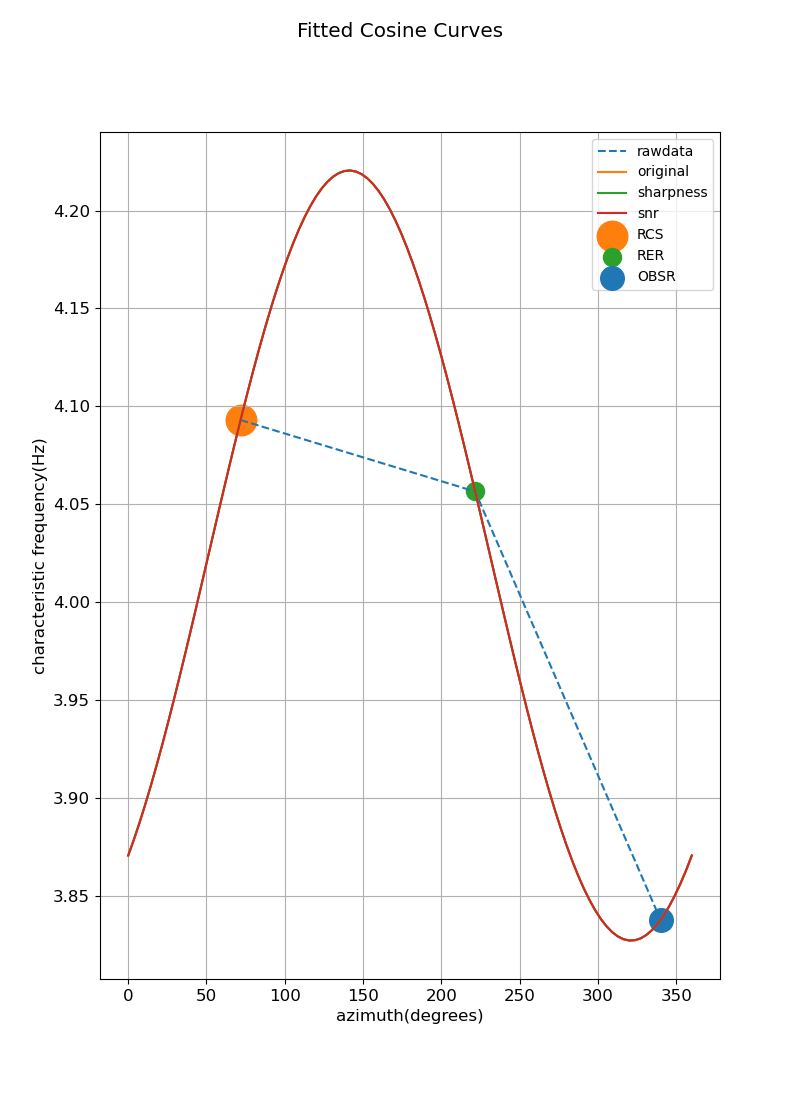 Fitted Cosine Curves
rawdata
original
sharpness
snr
RCS
RER
OBSR
4.20
4.15
4.10
4.05
4.00
3.95
3.90
3.85
characteristic frequency(Hz)
0 50 100 150 200 250 300 350
azimuth(degrees)